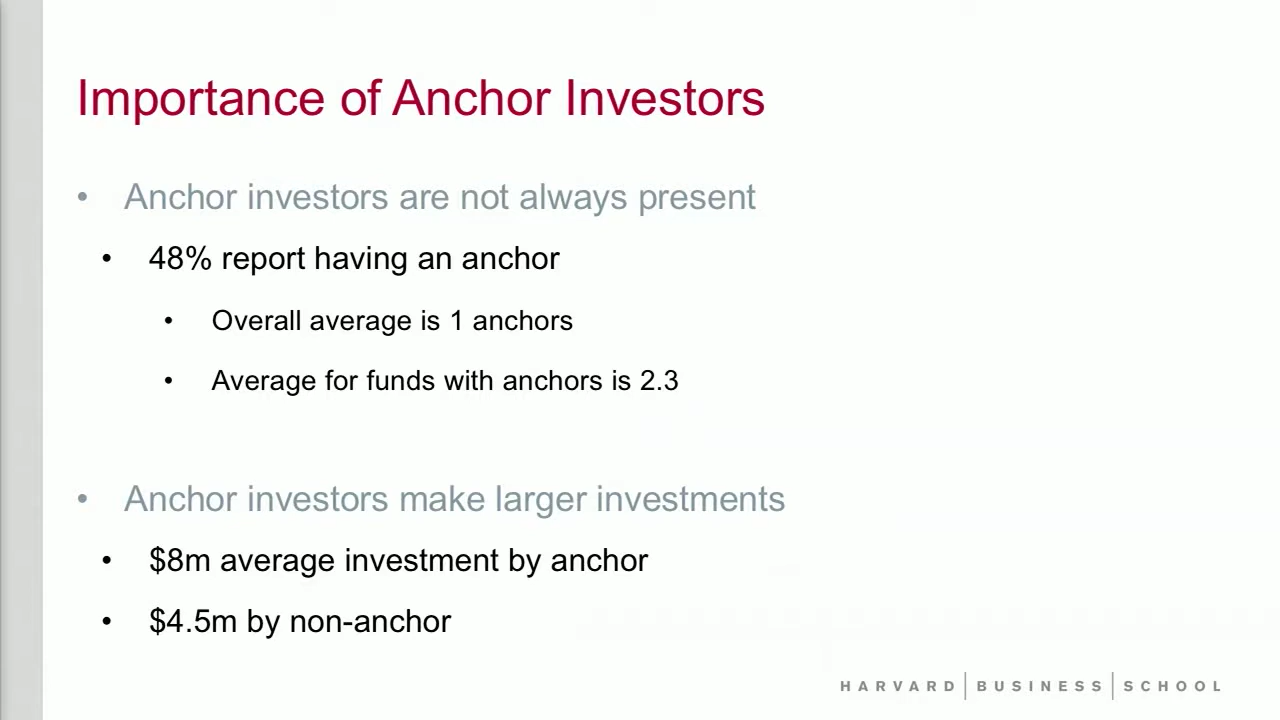 Importance of Anchor Investors
• Anchor investors are not always present
• 48% report having an anchor
• Overall average is 1 anchors
• Average for funds with anchors is 2.3
• Anchor investors make larger investments
• $8m average investment by anchor
• $4.5m by non-anchor
HARVARD | BUSINESS | SCHOOL